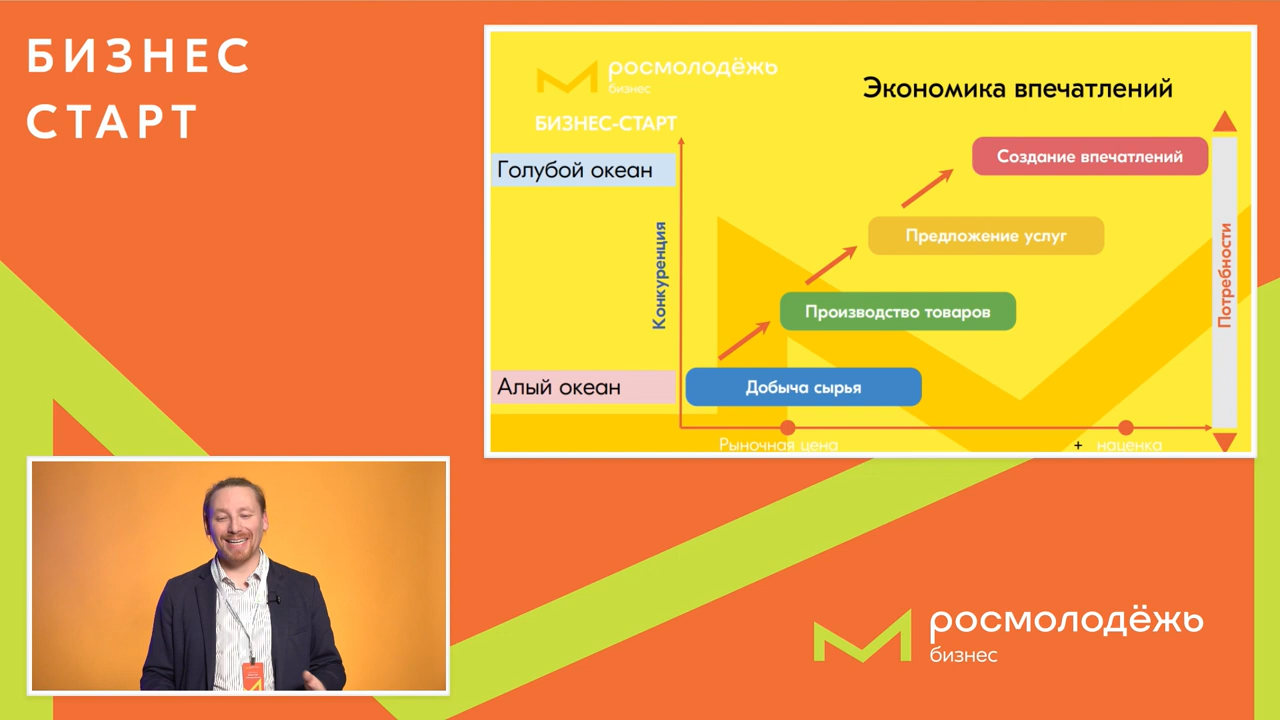 БИЗНЕС
СТАРТ
росмолодёжь
бизнес
БИЗНЕС-СТАРТ
Экономика впечатлений
Голубой океан
Создание впечатлений
Предложение услуг
Конкуренция
Потребности
Производство товаров
Алый океан
Добыча сырья
Рыночная цена
+ наценка
росмолодёжь
бизнес